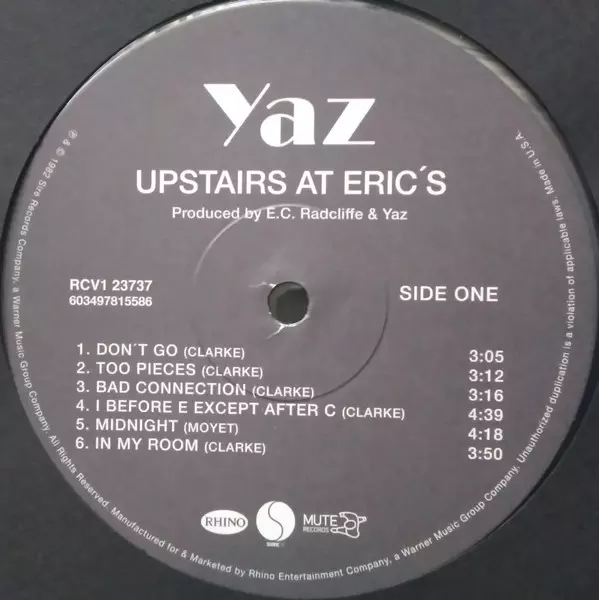 Yaz
UPSTAIRS AT ERIC´S
Produced by E.C. Radcliffe & Yaz
RCV1 23737
603497815586
SIDE ONE
1. DON´T GO (CLARKE) 3:05
2. TOO PIECES (CLARKE) 3:12
3. BAD CONNECTION (CLARKE) 3:16
4. I BEFORE E EXCEPT AFTER C (CLARKE) 4:39
5. MIDNIGHT (MOYET) 4:18
6. IN MY ROOM (CLARKE) 3:50
RHINO
S
SIRE
MUTE
RECORDS
℗ & © 1982 Sire Records Company, a Warner Music Group Company. All Rights Reserved. Manufactured for & Marketed by Rhino Entertainment Company, a Warner Music Group Company. Unauthorized duplication is a violation of applicable laws. Made in U.S.A.